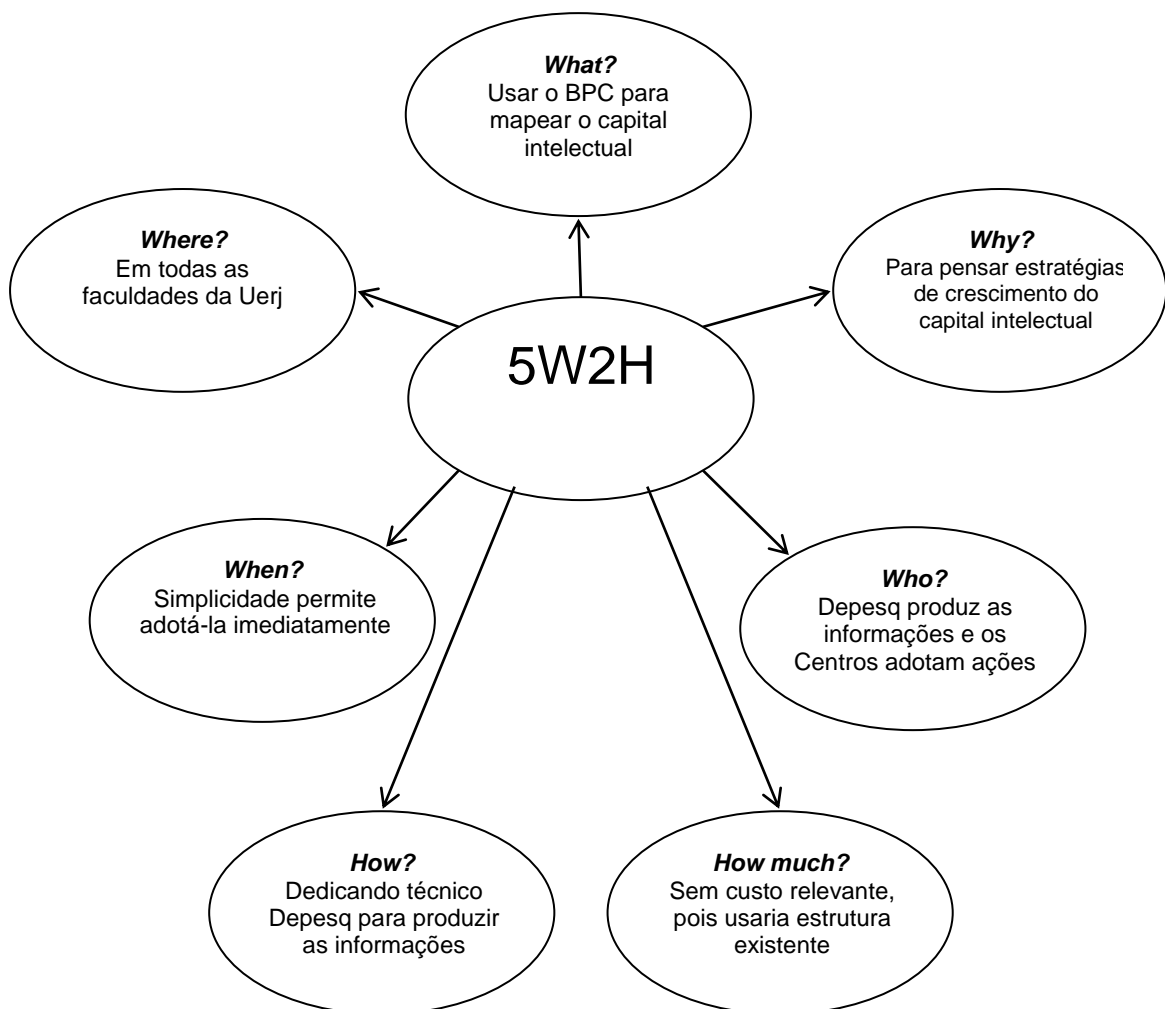 What?
Usar o BPC para
mapear o capital
intelectual
Where?
Em todas as
faculdades da Uerj
Why?
Para pensar estratégias
de crescimento do
capital intelectual
5W2H
When?
Simplicidade permite
adotá-la imediatamente
Who?
Depesq produz as
informações e os
Centros adotam ações
How?
Dedicando técnico
Depesq para produzir
as informações
How much?
Sem custo relevante,
pois usaria estrutura
existente